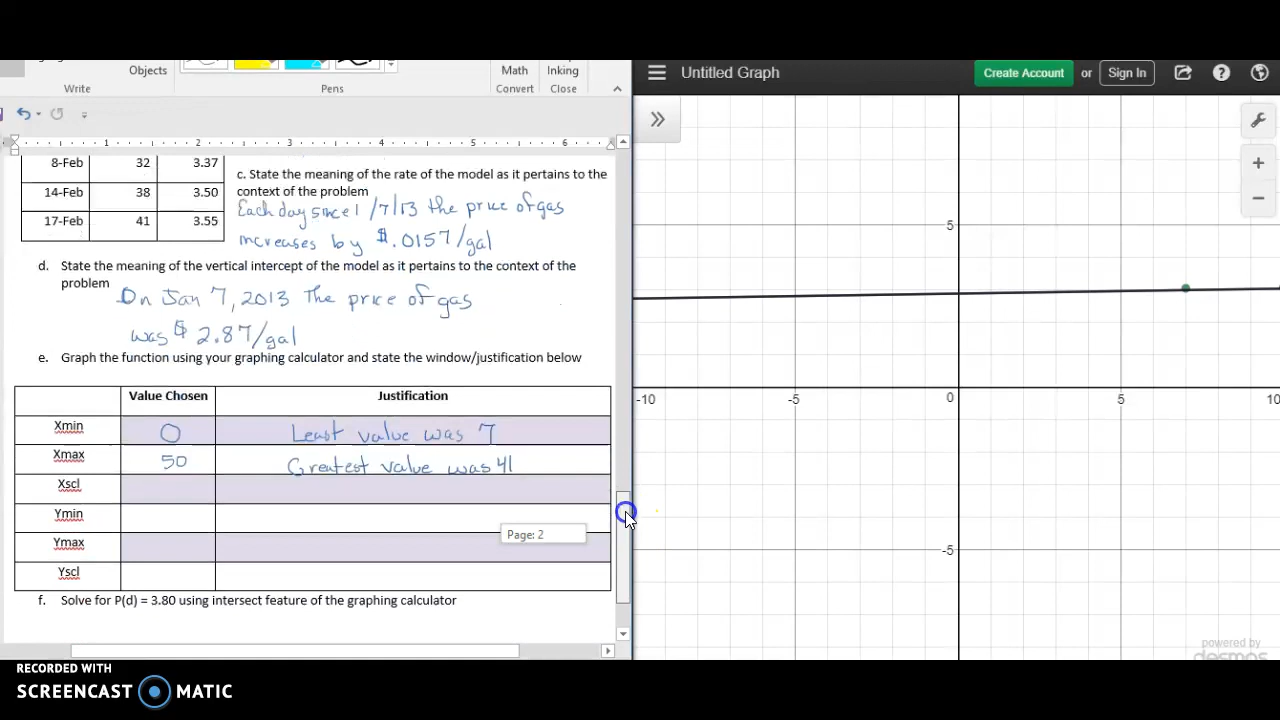 Objects
Math
Inking
Convert
Close
Write
Pens
Untitled Graph
Create Account or Sign In
1 2 3 4 5 6
8-Feb 32 3.37
14-Feb 38 3.50
17-Feb 41 3.55
c. State the meaning of the rate of the model as it pertains to the
context of the problem
Each day since 1/7/13 the price of gas
increases by $.0157/gal
d. State the meaning of the vertical intercept of the model as it pertains to the context of the
problem
On Jan 7, 2013 The price of gas
was $ 2.87/gal
e. Graph the function using your graphing calculator and state the window/justification below
Value Chosen Justification
Xmin 0 Least value was 7
Xmax 50 Greatest value was 41
Xscl
Ymin
Ymax
Yscl
Page: 2
f. Solve for P(d) = 3.80 using intersect feature of the graphing calculator
5
-10 -5 0 5 10
-5
powered by
desmos
RECORDED WITH
SCREENCAST MATIC